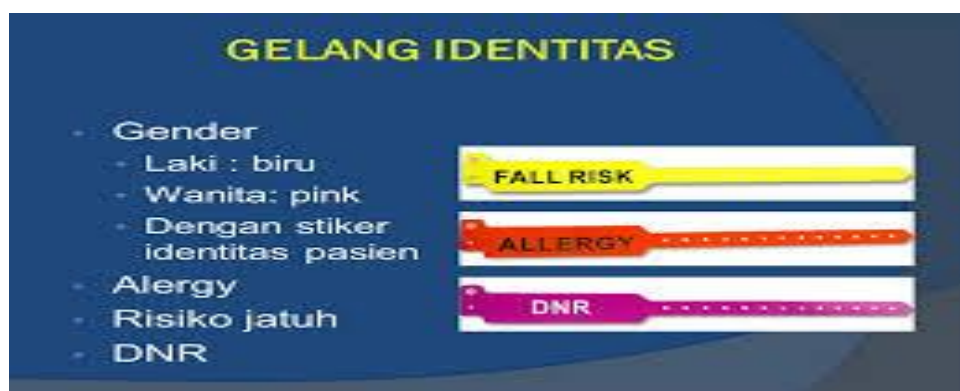 GELANG IDENTITAS
Gender
Laki : biru
Wanita: pink
Dengan stiker
identitas pasien
Alergy
Risiko jatuh
DNR
FALL RISK
ALLERGY
DNR